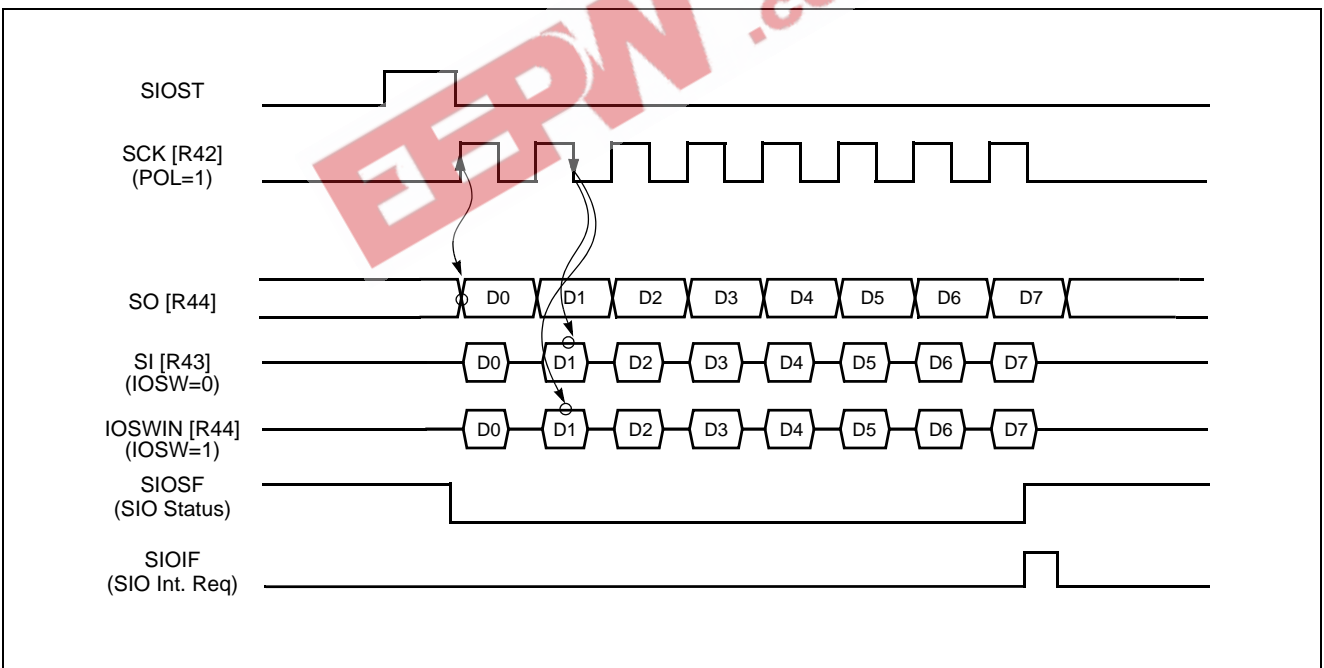 EEPW.co
SIOST
SCK [R42]
(POL=1)
SO [R44]
D0 D1 D2 D3 D4 D5 D6 D7
SI [R43]
(IOSW=0)
D0 D1 D2 D3 D4 D5 D6 D7
IOSWIN [R44]
(IOSW=1)
D0 D1 D2 D3 D4 D5 D6 D7
SIOSF
(SIO Status)
SIOIF
(SIO Int. Req)